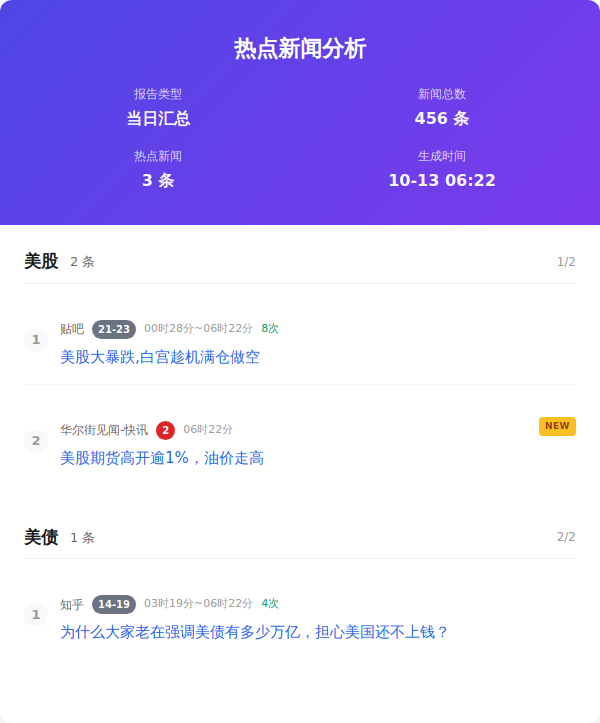 热点新闻分析
报告类型 新闻总数
当日汇总 456 条
热点新闻 生成时间
3 条 10-13 06:22
美股 2 条 1/2
1 贴吧 21-23 00时28分~06时22分 8次
美股大暴跌,白宫趁机满仓做空
2 华尔街见闻-快讯 2 06时22分 NEW
美股期货高开逾1%，油价走高
美债 1 条 2/2
1 知乎 14-19 03时19分~06时22分 4次
为什么大家老在强调美债有多少万亿，担心美国还不上钱？